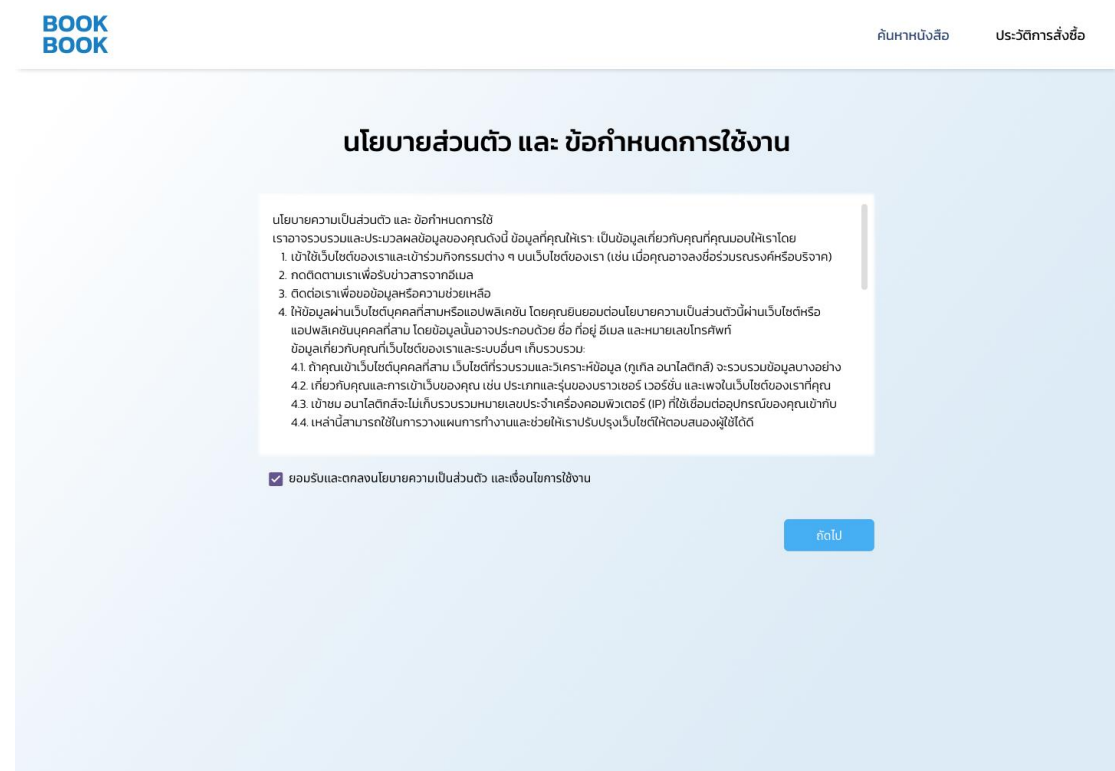 BOOK
BOOK
ค้นหาหนังสือ
ประวัติการสั่งซื้อ
นโยบายส่วนตัว และ ข้อกำหนดการใช้งาน
นโยบายความเป็นส่วนตัว และ ข้อกำหนดการใช้
เราอาจรวบรวมและประมวลผลข้อมูลของคุณดังนี้ ข้อมูลที่คุณให้เรา: เป็นข้อมูลเกี่ยวกับคุณที่คุณมอบให้เราโดย
1. เข้าใช้เว็บไซต์ของเราและเข้าร่วมกิจกรรมต่าง ๆ บนเว็บไซต์ของเรา (เช่น เมื่อคุณอาจลงชื่อร่วมรณรงค์หรือบริจาค)
2. กดติดตามเราเพื่อรับข่าวสารจากอีเมล
3. ติดต่อเราเพื่อขอข้อมูลหรือความช่วยเหลือ
4. ให้ข้อมูลผ่านเว็บไซต์บุคคลที่สามหรือแอปพลิเคชัน โดยคุณยินยอมต่อนโยบายความเป็นส่วนตัวนี้ผ่านเว็บไซต์หรือ
แอปพลิเคชันบุคคลที่สาม โดยข้อมูลนั้นอาจประกอบด้วย ชื่อ ที่อยู่ อีเมล และหมายเลขโทรศัพท์
ข้อมูลเกี่ยวกับคุณที่เว็บไซต์ของเราและระบบอื่นๆ เก็บรวบรวม:
4.1. ถ้าคุณเข้าเว็บไซต์บุคคลที่สาม เว็บไซต์ที่รวบรวมและวิเคราะห์ข้อมูล (กูเกิล อนาไลติกส์) จะรวบรวมข้อมูลบางอย่าง
4.2. เกี่ยวกับคุณและการเข้าเว็บของคุณ เช่น ประเภทและรุ่นของบราวเซอร์ เวอร์ชั่น และเพจในเว็บไซต์ของเราที่คุณ
4.3. เข้าชม อนาไลติกส์จะไม่เก็บรวบรวมหมายเลขประจำเครื่องคอมพิวเตอร์ (IP) ที่ใช้เชื่อมต่ออุปกรณ์ของคุณเข้ากับ
4.4. เหล่านี้สามารถใช้ในการวางแผนการทำงานและช่วยให้เราปรับปรุงเว็บไซต์ให้ตอบสนองผู้ใช้ได้ดี
ยอมรับและตกลงนโยบายความเป็นส่วนตัว และเงื่อนไขการใช้งาน
ถัดไป